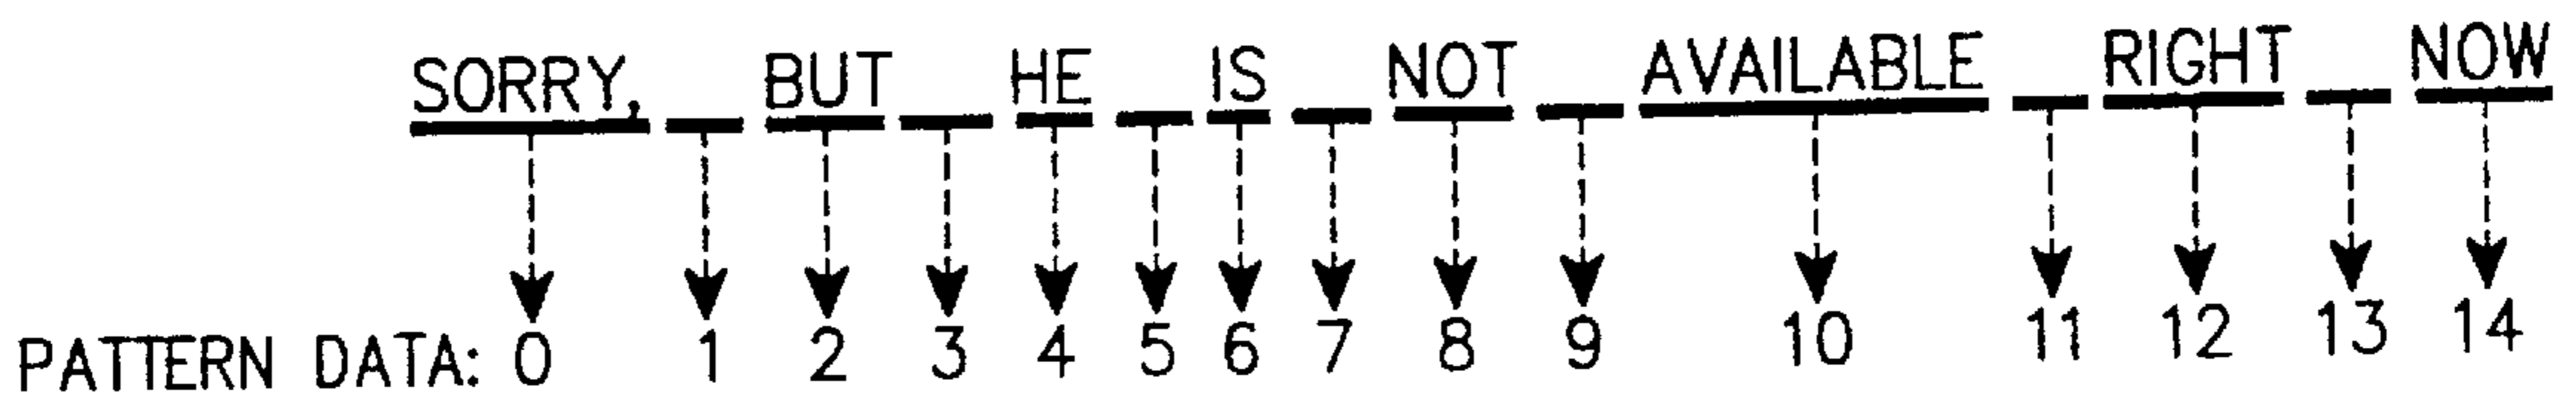 SORRY, BUT HE IS NOT AVAILABLE RIGHT NOW
PATTERN DATA: 0 1 2 3 4 5 6 7 8 9 10 11 12 13 14